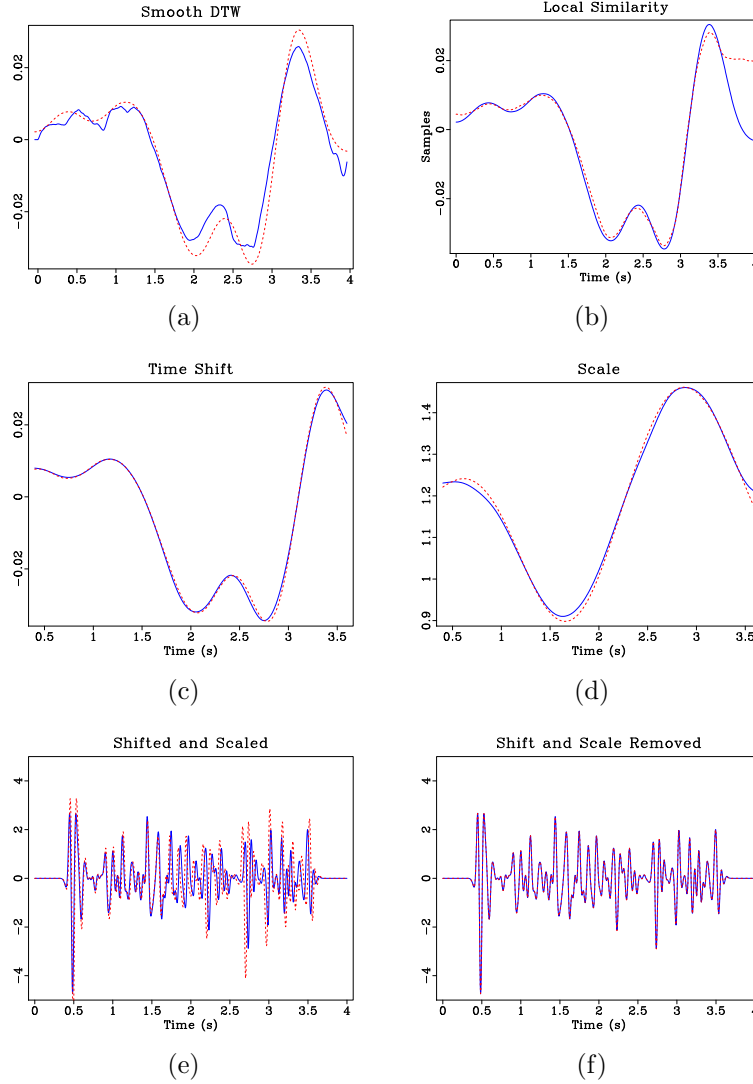 Smooth DTW
0.02
0
−0.02
0 0.5 1 1.5 2 2.5 3 3.5 4
(a)
Local Similarity
Samples
0.02
0
−0.02
0 0.5 1 1.5 2 2.5 3 3.5 4
Time (s)
(b)
Time Shift
0.02
0
−0.02
0.5 1 1.5 2 2.5 3 3.5
Time (s)
(c)
Scale
1.4
1.3
1.2
1.1
1
0.9
0.5 1 1.5 2 2.5 3 3.5
Time (s)
(d)
Shifted and Scaled
4
2
0
−2
−4
0 0.5 1 1.5 2 2.5 3 3.5 4
Time (s)
(e)
Shift and Scale Removed
4
2
0
−2
−4
0 0.5 1 1.5 2 2.5 3 3.5 4
Time (s)
(f)